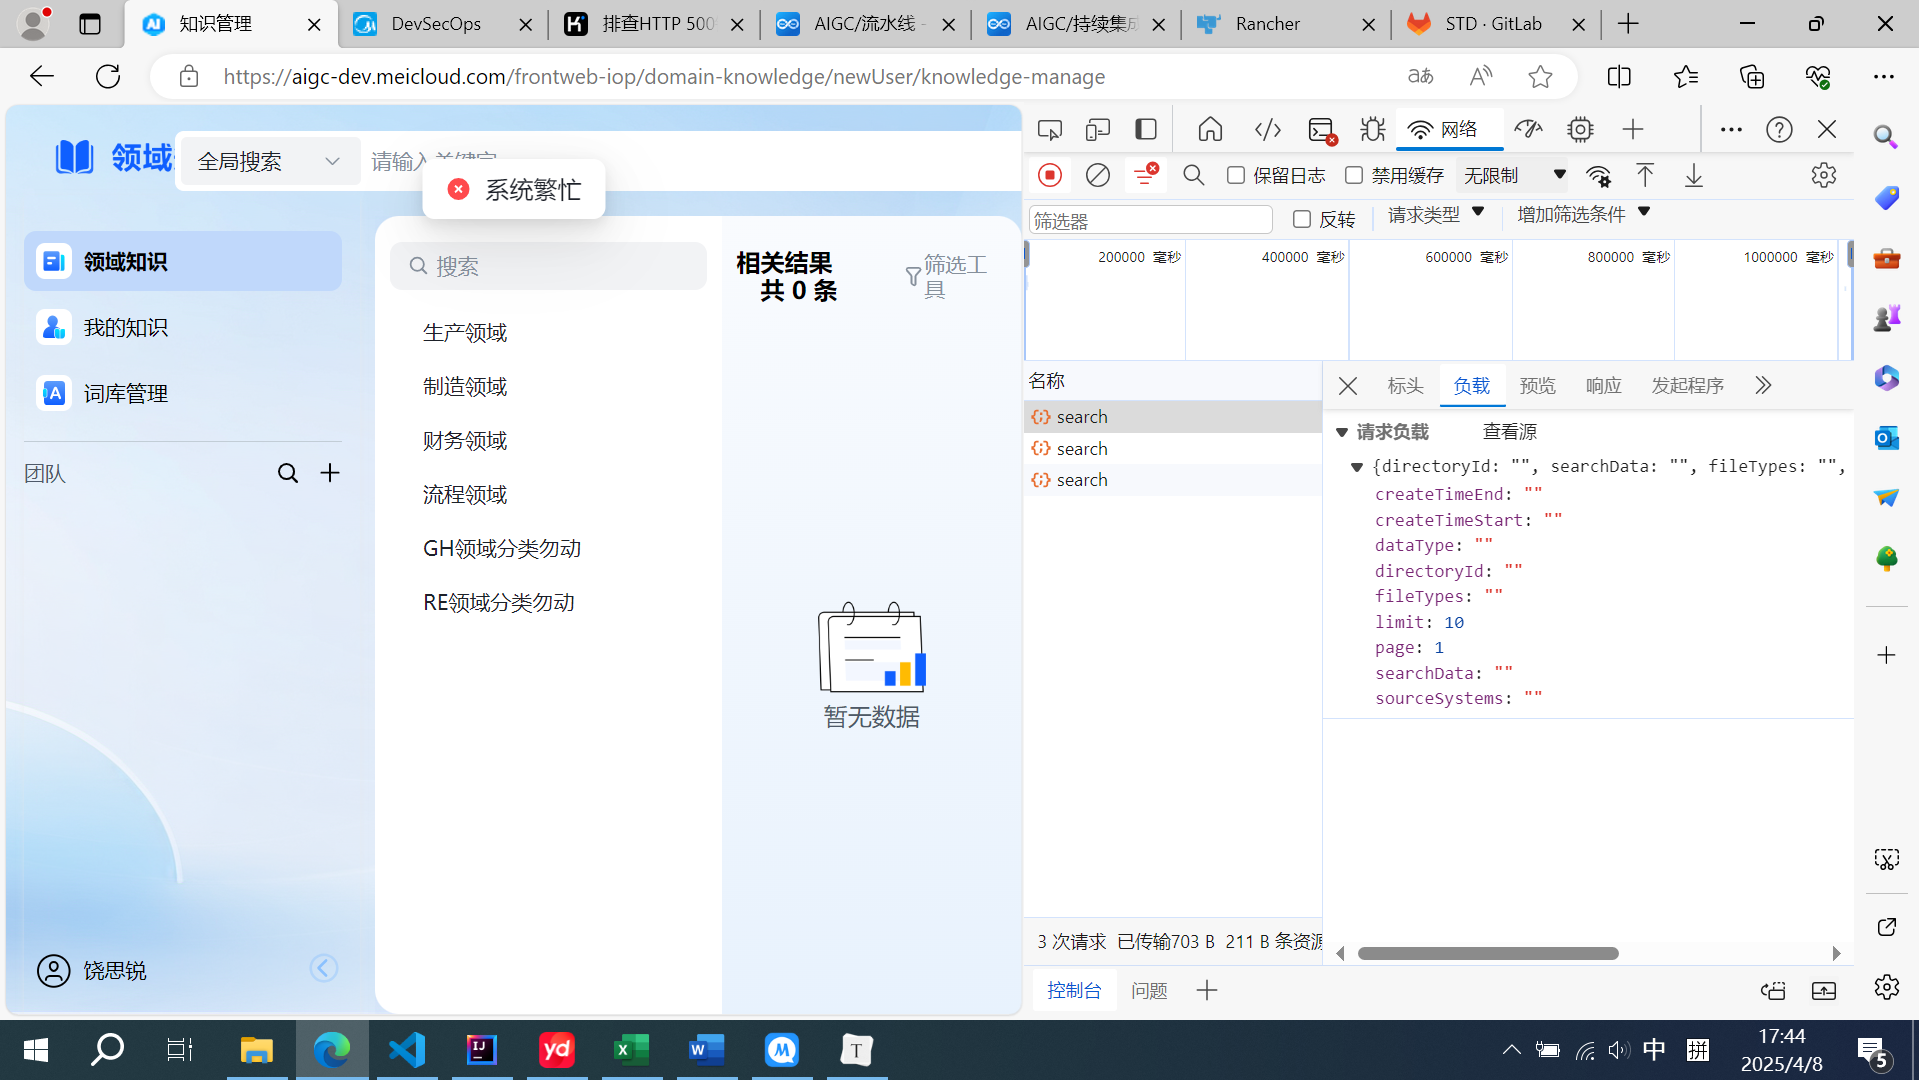 知识管理
DevSecOps
排查HTTP 500
AIGC/流水线 -
AIGC/持续集成
Rancher
STD · GitLab
https://aigc-dev.meicloud.com/frontweb-iop/domain-knowledge/newUser/knowledge-manage
领域
全局搜索
请输入关键字
系统繁忙
领域知识
我的知识
词库管理
团队
饶思锐
搜索
生产领域
制造领域
财务领域
流程领域
GH领域分类勿动
RE领域分类勿动
相关结果
共 0 条
筛选工
具
暂无数据
网络
保留日志
禁用缓存
无限制
筛选器
反转
请求类型
增加筛选条件
200000 毫秒
400000 毫秒
600000 毫秒
800000 毫秒
1000000 毫秒
名称
search
search
search
标头
负载
预览
响应
发起程序
请求负载
查看源
{directoryId: "", searchData: "", fileTypes: "",
createTimeEnd: ""
createTimeStart: ""
dataType: ""
directoryId: ""
fileTypes: ""
limit: 10
page: 1
searchData: ""
sourceSystems: ""
3 次请求 已传输703 B 211 B 条资源
控制台
问题
中
拼
17:44
2025/4/8
5